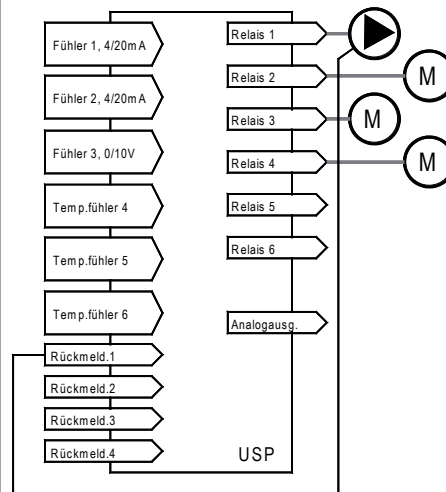 Fühler 1, 4/20mA
Fühler 2, 4/20mA
Fühler 3, 0/10V
Temp.fühler 4
Temp.fühler 5
Temp.fühler 6
Rückmeld.1
Rückmeld.2
Rückmeld.3
Rückmeld.4
Relais 1
Relais 2
Relais 3
Relais 4
Relais 5
Relais 6
Analogausg.
USP
M
M
M